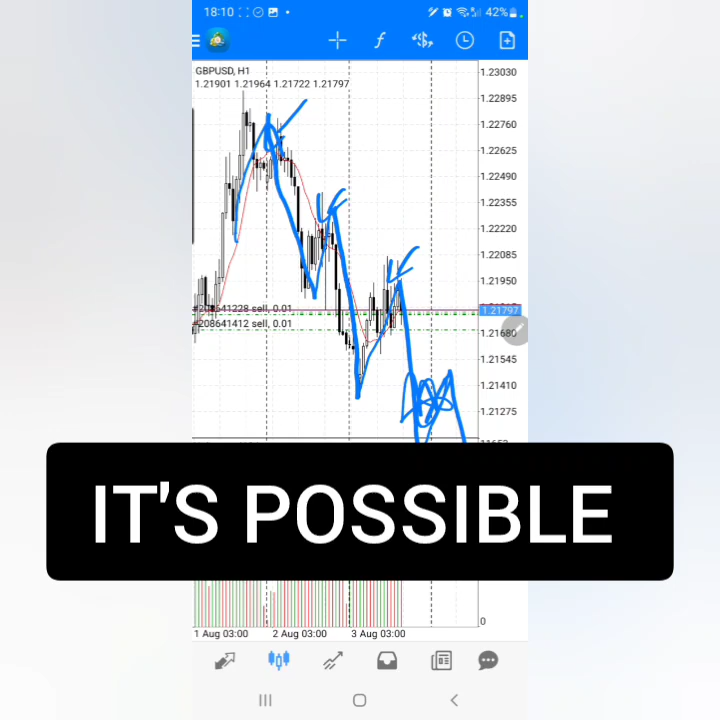 18:10
42%
GBPUSD, H1
1.21901 1.21964 1.21722 1.21797
1.23030
1.22895
1.22760
1.22625
1.22490
1.22355
1.22220
1.22085
1.21950
#208641228 sell, 0.01
1.21797
#208641412 sell, 0.01
1.21680
1.21545
1.21410
1.21275
IT'S POSSIBLE
0
1 Aug 03:00 2 Aug 03:00 3 Aug 03:00